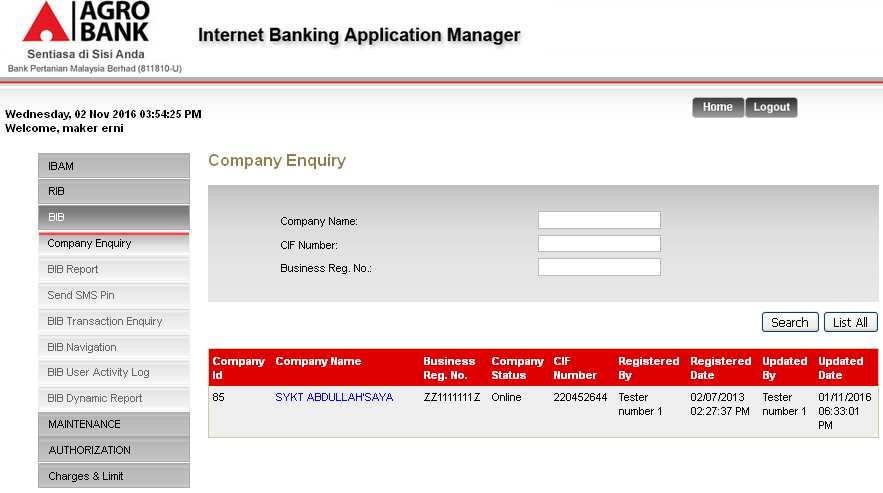 AGRO
BANK
Sentiasa di Sisi Anda
Bank Pertanian Malaysia Berhad (811810-U)
Internet Banking Application Manager
Wednesday, 02 Nov 2016 03:54:25 PM
Welcome, maker erni
Home Logout
IBAM
RIB
BIB
Company Enquiry
BIB Report
Send SMS Pin
BIB Transaction Enquiry
BIB Navigation
BIB User Activity Log
BIB Dynamic Report
MAINTENANCE
AUTHORIZATION
Charges & Limit
Company Enquiry
Company Name:
CIF Number:
Business Reg. No.:
Search List All
Company Company Name Business Company CIF Registered Registered Updated Updated
Id Reg. No. Status Number By Date By Date
85 SYKT ABDULLAH'SAYA ZZ1111111Z Online 220452644 Tester 02/07/2013 Tester 01/11/2016
number 1 02:27:37 PM number 1 06:33:01
PM